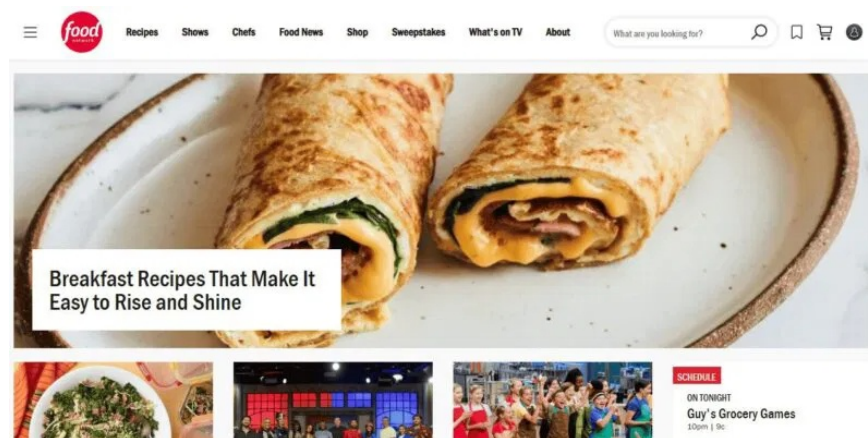 food
network
Recipes Shows Chefs Food News Shop Sweepstakes What's on TV About
What are you looking for?
Breakfast Recipes That Make It
Easy to Rise and Shine
SCHEDULE
ON TONIGHT
Guy's Grocery Games
10pm | 9c